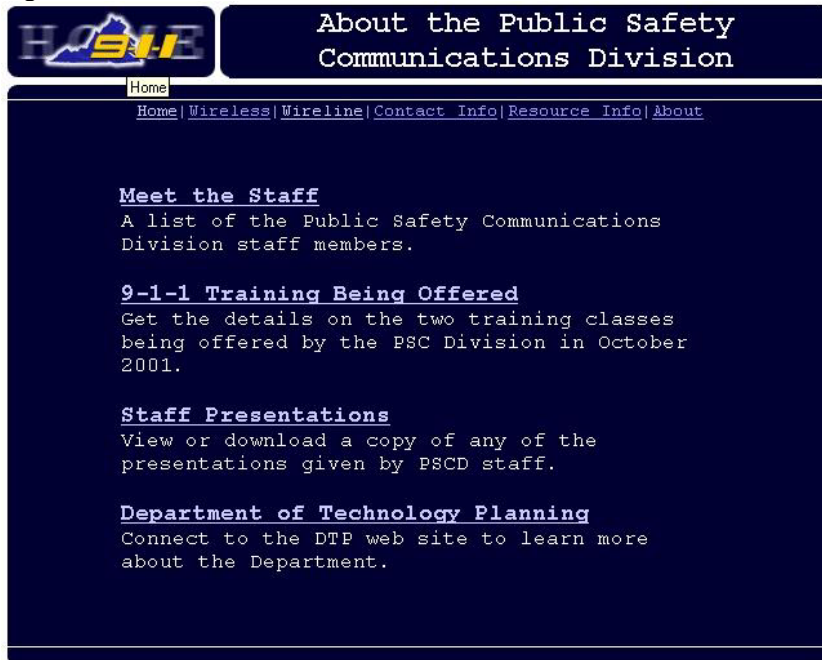 HOME
9-1-1
About the Public Safety
Communications Division
Home
Home|Wireless|Wireline|Contact Info|Resource Info|About
Meet the Staff
A list of the Public Safety Communications
Division staff members.
9-1-1 Training Being Offered
Get the details on the two training classes
being offered by the PSC Division in October
2001.
Staff Presentations
View or download a copy of any of the
presentations given by PSCD staff.
Department of Technology Planning
Connect to the DTP web site to learn more
about the Department.